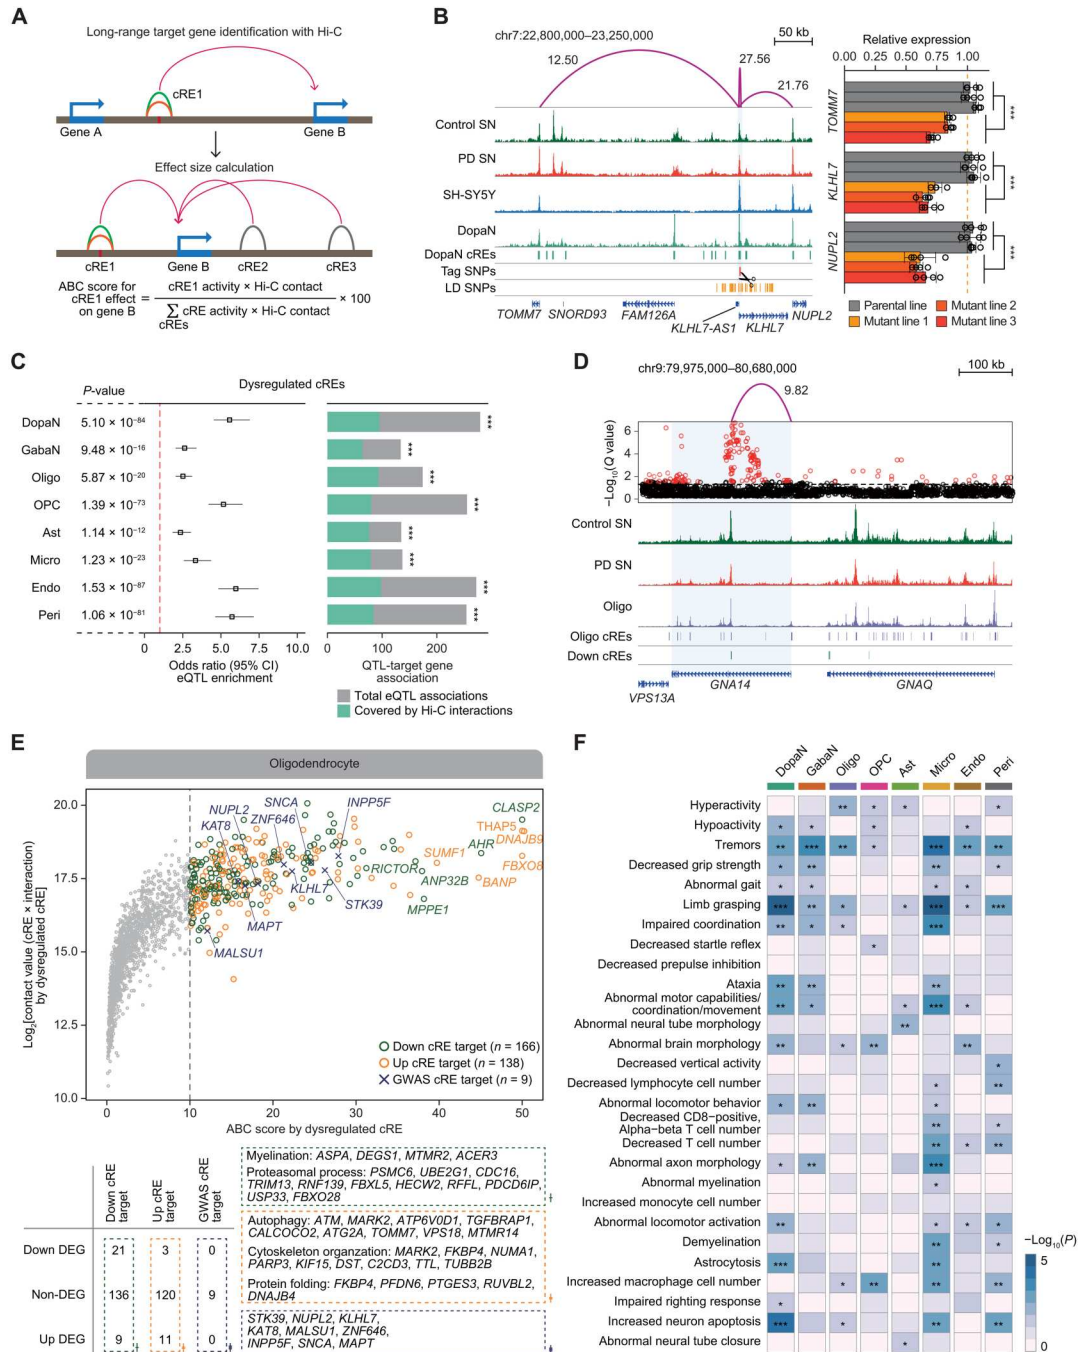 A
Long-range target gene identification with Hi-C
cRE1
Gene A
Gene B
Effect size calculation
cRE1
Gene B
cRE2
cRE3
ABC score for cRE1 effect on gene B = cRE1 activity × Hi-C contact / ∑ cREs cRE activity × Hi-C contact × 100
B
chr7:22,800,000–23,250,000
50 kb
12.50
27.56
21.76
Control SN
PD SN
SH-SY5Y
DopaN
DopaN cREs
Tag SNPs
LD SNPs
TOMM7 SNORD93 FAM126A KLHL7-AS1 KLHL7 NUPL2
Relative expression
0.00 0.25 0.50 0.75 1.00
TOMM7
***
KLHL7
***
NUPL2
***
Parental line
Mutant line 1
Mutant line 2
Mutant line 3
C
Dysregulated cREs
P-value
DopaN 5.10 × 10−84 ***
GabaN 9.48 × 10−16 ***
Oligo 5.87 × 10−20 ***
OPC 1.39 × 10−73 ***
Ast 1.14 × 10−12 ***
Micro 1.23 × 10−23 ***
Endo 1.53 × 10−87 ***
Peri 1.06 × 10−81 ***
0.0 2.5 5.0 7.5 10.0
Odds ratio (95% CI)
eQTL enrichment
0 100 200
QTL-target gene
association
Total eQTL associations
Covered by Hi-C interactions
D
chr9:79,975,000–80,680,000
100 kb
9.82
−Log10(Q value)
6
4
2
0
Control SN
PD SN
Oligo
Oligo cREs
Down cREs
VPS13A
GNA14
GNAQ
E
Oligodendrocyte
Log2[contact value (cRE × interaction)
by dysregulated cRE]
20.0
17.5
15.0
12.5
10.0
NUPL2
SNCA
INPP5F
KAT8
ZNF646
CLASP2
THAP5
DNAJB9
AHR
SUMF1
FBXO8
RICTOR
ANP32B
BANP
KLHL7
STK39
MPPE1
MAPT
MALSU1
Down cRE target (n = 166)
Up cRE target (n = 138)
GWAS cRE target (n = 9)
0 10 20 30 40 50
ABC score by dysregulated cRE
Down cRE target
Up cRE target
GWAS cRE target
Down DEG 21 3 0
Non-DEG 136 120 9
Up DEG 9 11 0
Myelination: ASPA, DEGS1, MTMR2, ACER3
Proteasomal process: PSMC6, UBE2G1, CDC16,
TRIM13, RNF139, FBXL5, HECW2, RFFL, PDCD6IP,
USP33, FBXO28
Autophagy: ATM, MARK2, ATP6V0D1, TGFBRAP1,
CALCOCO2, ATG2A, TOMM7, VPS18, MTMR14
Cytoskeleton organzation: MARK2, FKBP4, NUMA1,
PARP3, KIF15, DST, C2CD3, TTL, TUBB2B
Protein folding: FKBP4, PFDN6, PTGES3, RUVBL2,
DNAJB4
STK39, NUPL2, KLHL7,
KAT8, MALSU1, ZNF646,
INPP5F, SNCA, MAPT
F
DopaN GabaN Oligo OPC Ast Micro Endo Peri
Hyperactivity ** * * *
Hypoactivity * * * *
Tremors ** *** ** * *** ** **
Decreased grip strength * ** ** *
Abnormal gait * * * *
Limb grasping *** ** * * *** * ***
Impaired coordination ** * * ***
Decreased startle reflex *
Decreased prepulse inhibition
Ataxia ** ** **
Abnormal motor capabilities/
coordination/movement ** * * *** *
Abnormal neural tube morphology **
Abnormal brain morphology ** * ** **
Decreased vertical activity *
Decreased lymphocyte cell number * **
Abnormal locomotor behavior * ** *
Decreased CD8−positive,
Alpha−beta T cell number ** *
Decreased T cell number ** * **
Abnormal axon morphology * ** ***
Abnormal myelination *
Increased monocyte cell number
Abnormal locomotor activation ** * * *
Demyelination ** *
Astrocytosis *** **
Increased macrophage cell number * ** ** **
Impaired righting response *
Increased neuron apoptosis *** * ** **
Abnormal neural tube closure *
−Log10(P)
5
0